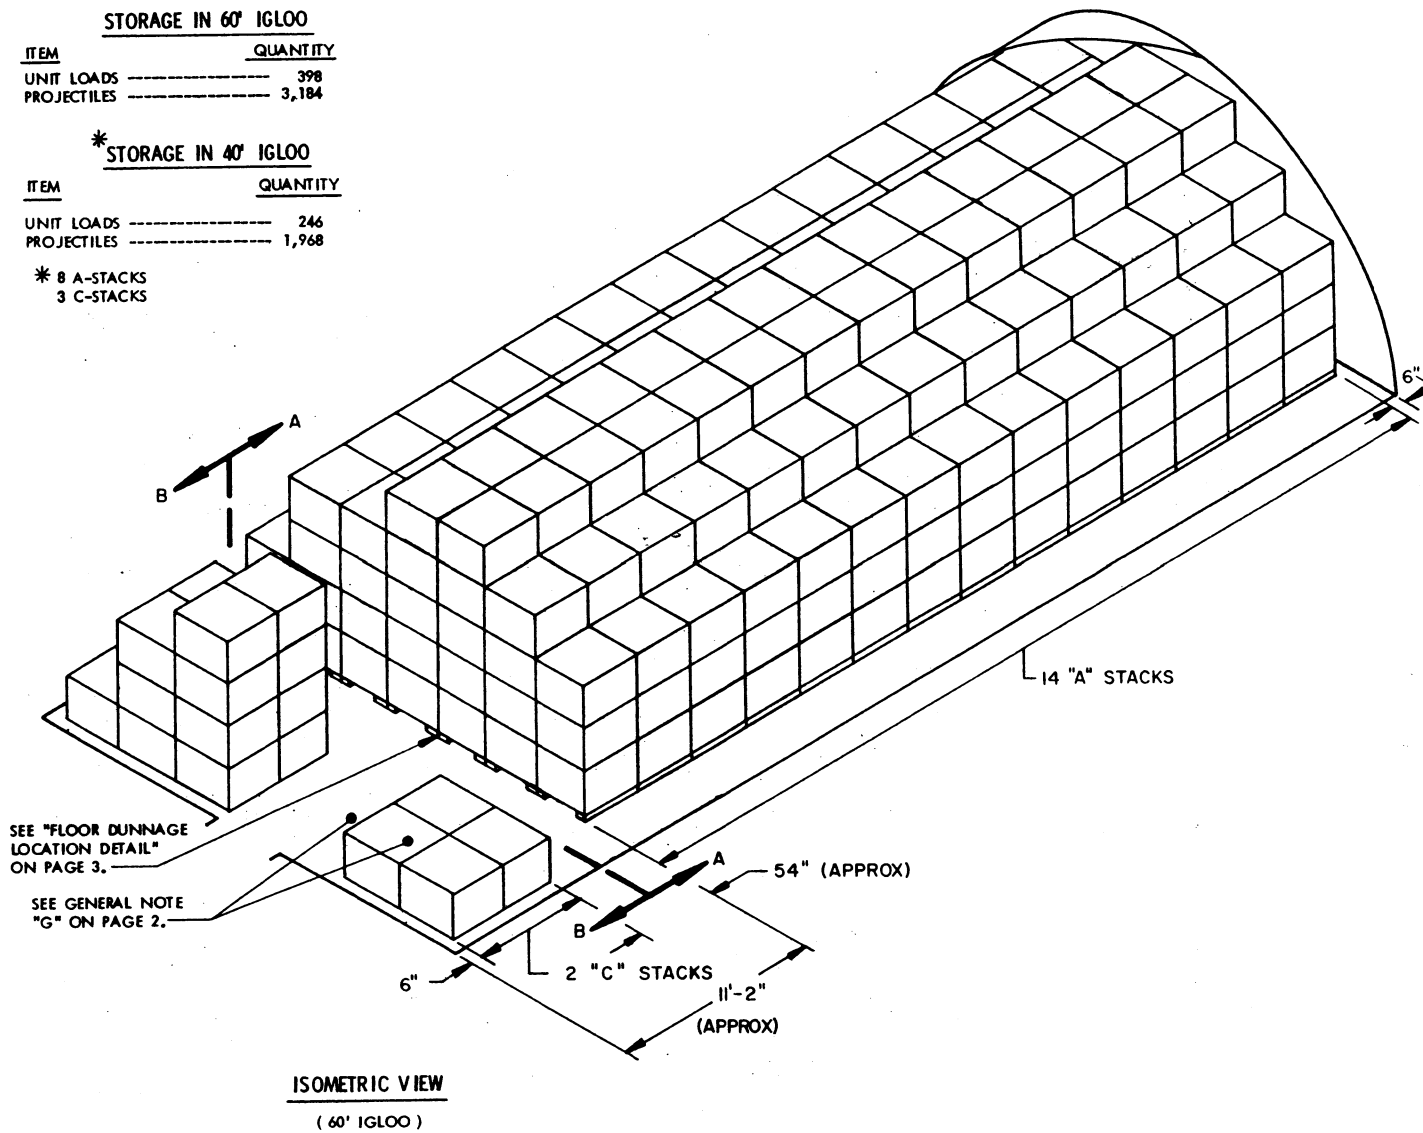 STORAGE IN 60' IGLOO
ITEM QUANTITY
UNIT LOADS ------------------- 398
PROJECTILES ------------------- 3,184
*STORAGE IN 40' IGLOO
ITEM QUANTITY
UNIT LOADS ------------------- 246
PROJECTILES ------------------- 1,968
* 8 A-STACKS
3 C-STACKS
A
B
6"
14 "A" STACKS
SEE "FLOOR DUNNAGE
LOCATION DETAIL"
ON PAGE 3.
SEE GENERAL NOTE
"G" ON PAGE 2.
A
54" (APPROX)
B
2 "C" STACKS
6"
11'-2"
(APPROX)
ISOMETRIC VIEW
( 60' IGLOO )